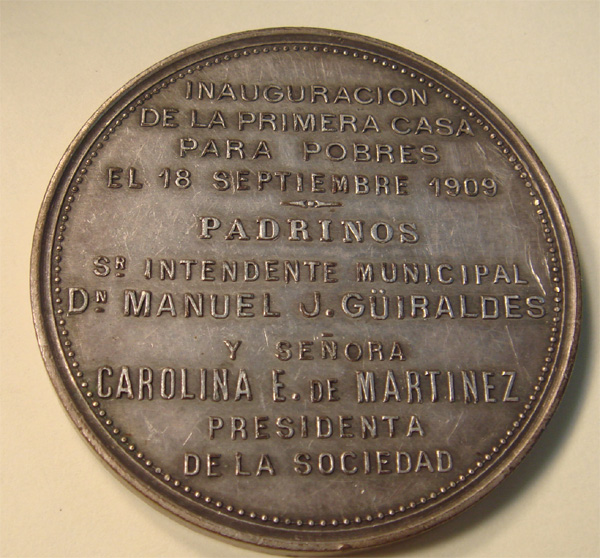 INAUGURACION
DE LA PRIMERA CASA
PARA POBRES
EL 18 SEPTIEMBRE 1909
PADRINOS
SR INTENDENTE MUNICIPAL
DN MANUEL J. GÜIRALDES
Y SEÑORA
CAROLINA E. DE MARTINEZ
PRESIDENTA
DE LA SOCIEDAD